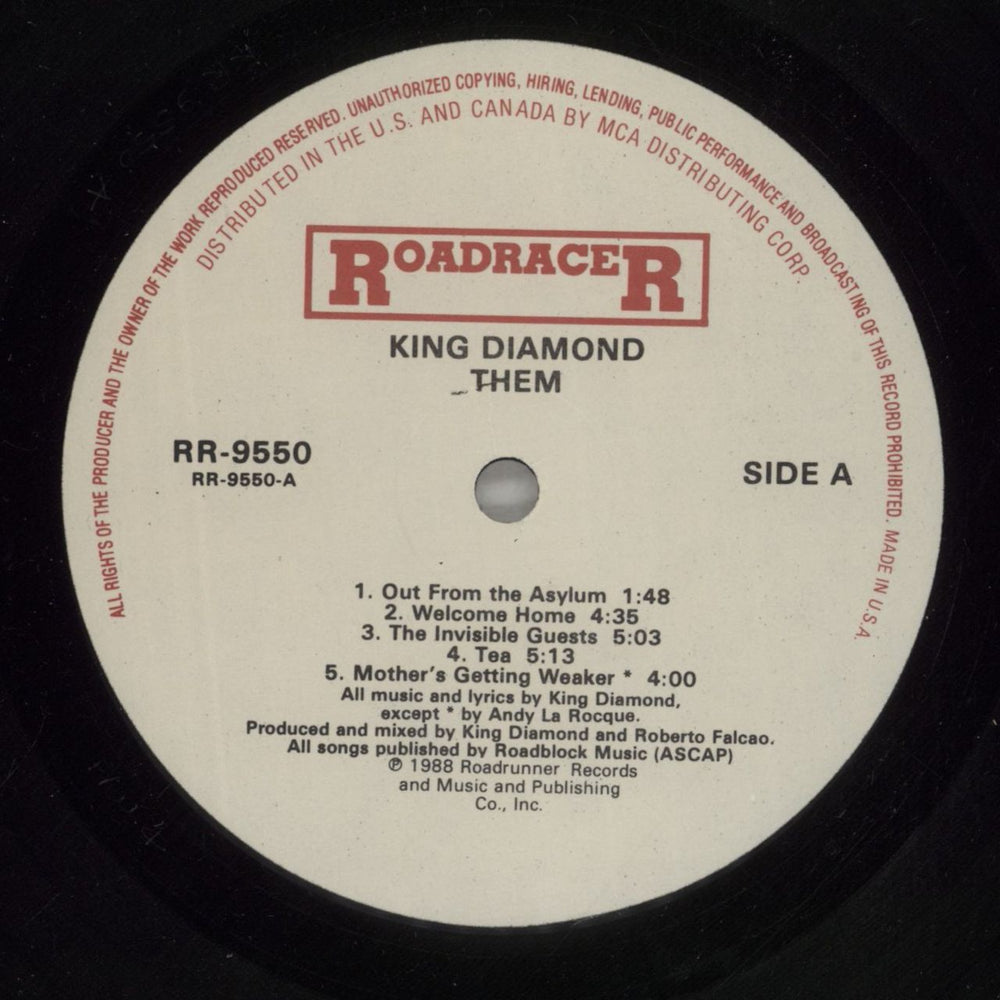 ALL RIGHTS OF THE PRODUCER AND THE OWNER OF THE WORK REPRODUCED RESERVED. UNAUTHORIZED COPYING, HIRING, LENDING, PUBLIC PERFORMANCE AND BROADCASTING OF THIS RECORD PROHIBITED. MADE IN U.S.A.
DISTRIBUTED IN THE U.S. AND CANADA BY MCA DISTRIBUTING CORP.
ROADRACER
KING DIAMOND
THEM
RR-9550
RR-9550-A
SIDE A
1. Out From the Asylum 1:48
2. Welcome Home 4:35
3. The Invisible Guests 5:03
4. Tea 5:13
5. Mother's Getting Weaker * 4:00
All music and lyrics by King Diamond,
except * by Andy La Rocque.
Produced and mixed by King Diamond and Roberto Falcao.
All songs published by Roadblock Music (ASCAP)
℗ 1988 Roadrunner Records
and Music and Publishing
Co., Inc.